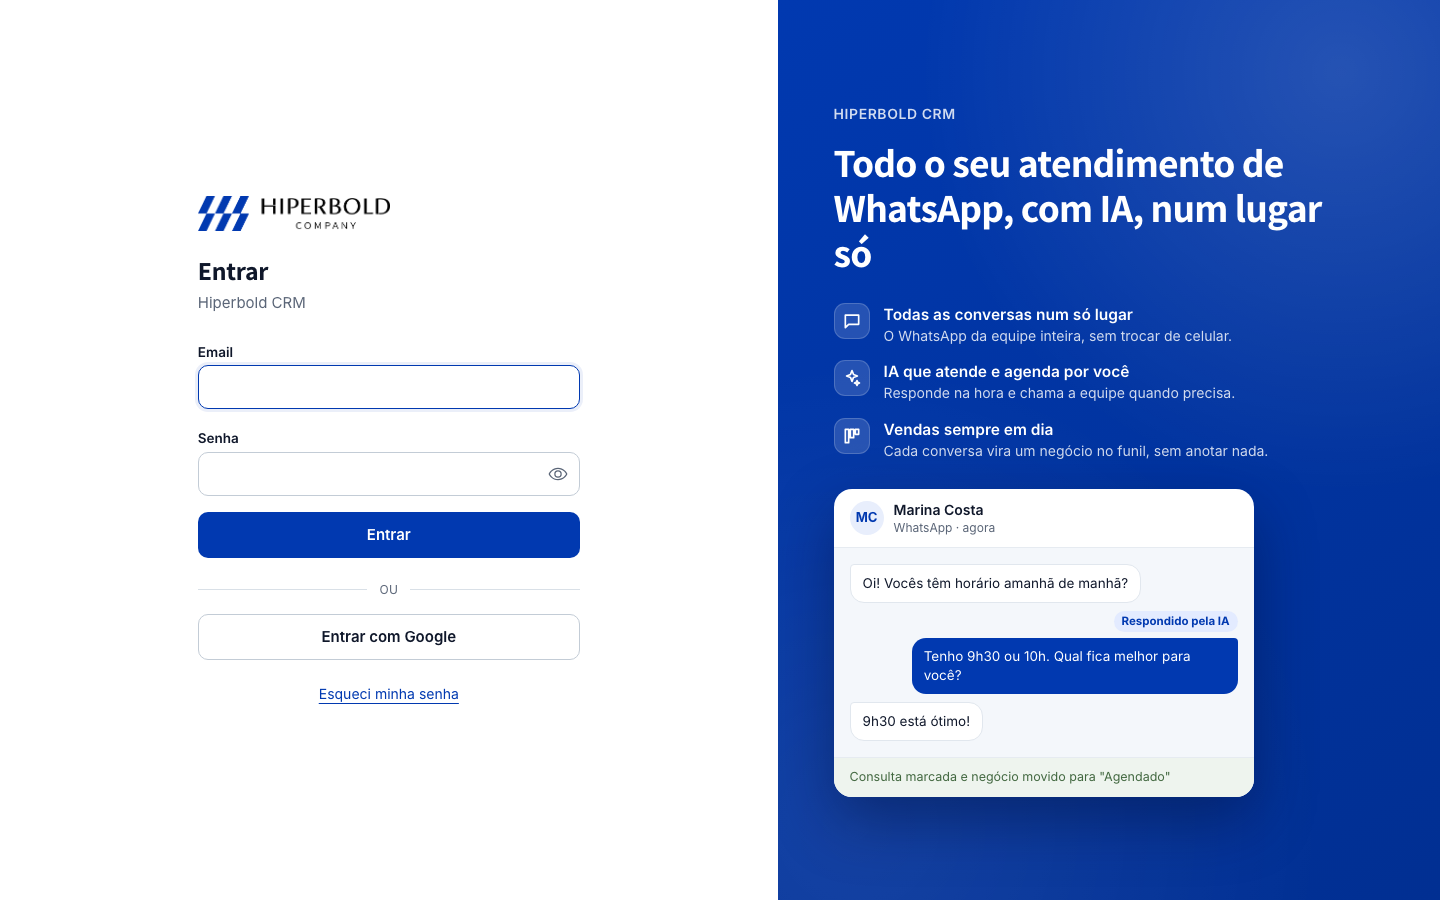 HIPERBOLD
COMPANY
Entrar
Hiperbold CRM
Email
Senha
Entrar
OU
Entrar com Google
Esqueci minha senha
HIPERBOLD CRM
Todo o seu atendimento de
WhatsApp, com IA, num lugar
só
Todas as conversas num só lugar
O WhatsApp da equipe inteira, sem trocar de celular.
IA que atende e agenda por você
Responde na hora e chama a equipe quando precisa.
Vendas sempre em dia
Cada conversa vira um negócio no funil, sem anotar nada.
MC
Marina Costa
WhatsApp · agora
Oi! Vocês têm horário amanhã de manhã?
Respondido pela IA
Tenho 9h30 ou 10h. Qual fica melhor para
você?
9h30 está ótimo!
Consulta marcada e negócio movido para "Agendado"